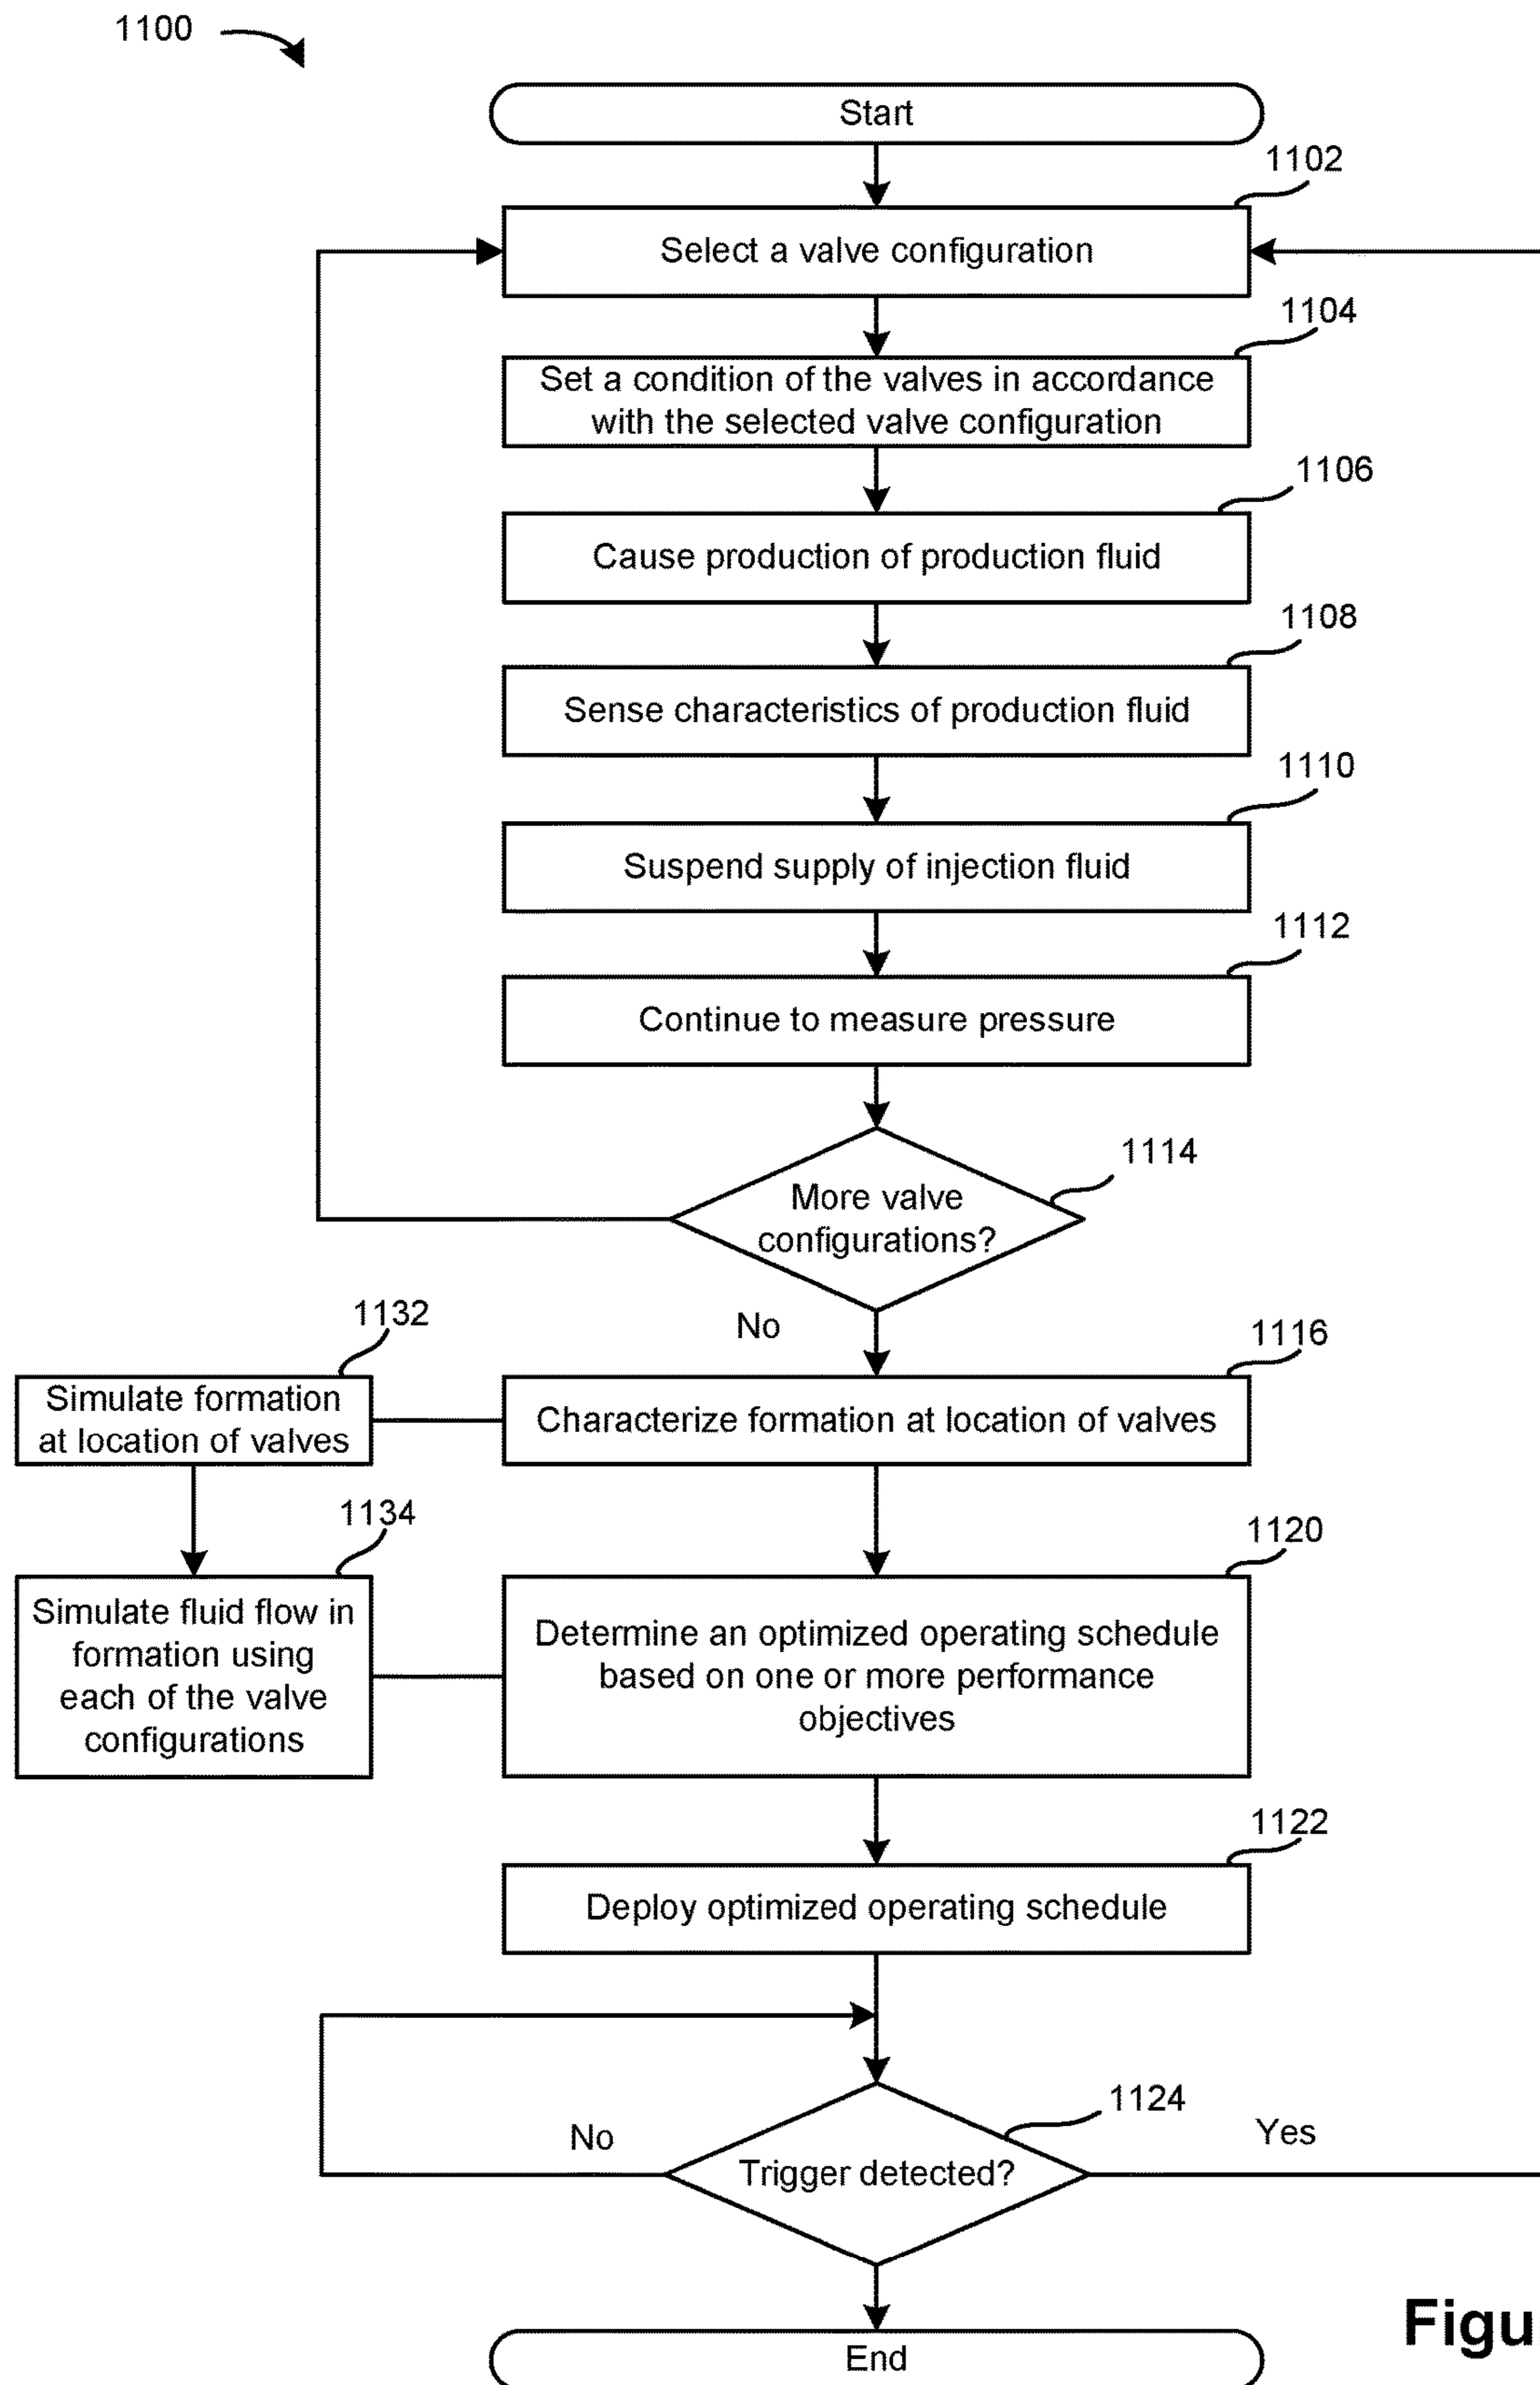 1100
Start
1102
Select a valve configuration
1104
Set a condition of the valves in accordance
with the selected valve configuration
1106
Cause production of production fluid
1108
Sense characteristics of production fluid
1110
Suspend supply of injection fluid
1112
Continue to measure pressure
1114
More valve
configurations?
No
1132
1116
Simulate formation
at location of valves
Characterize formation at location of valves
1134
1120
Simulate fluid flow in
formation using
each of the valve
configurations
Determine an optimized operating schedule
based on one or more performance
objectives
1122
Deploy optimized operating schedule
1124
No
Yes
Trigger detected?
Figu
End